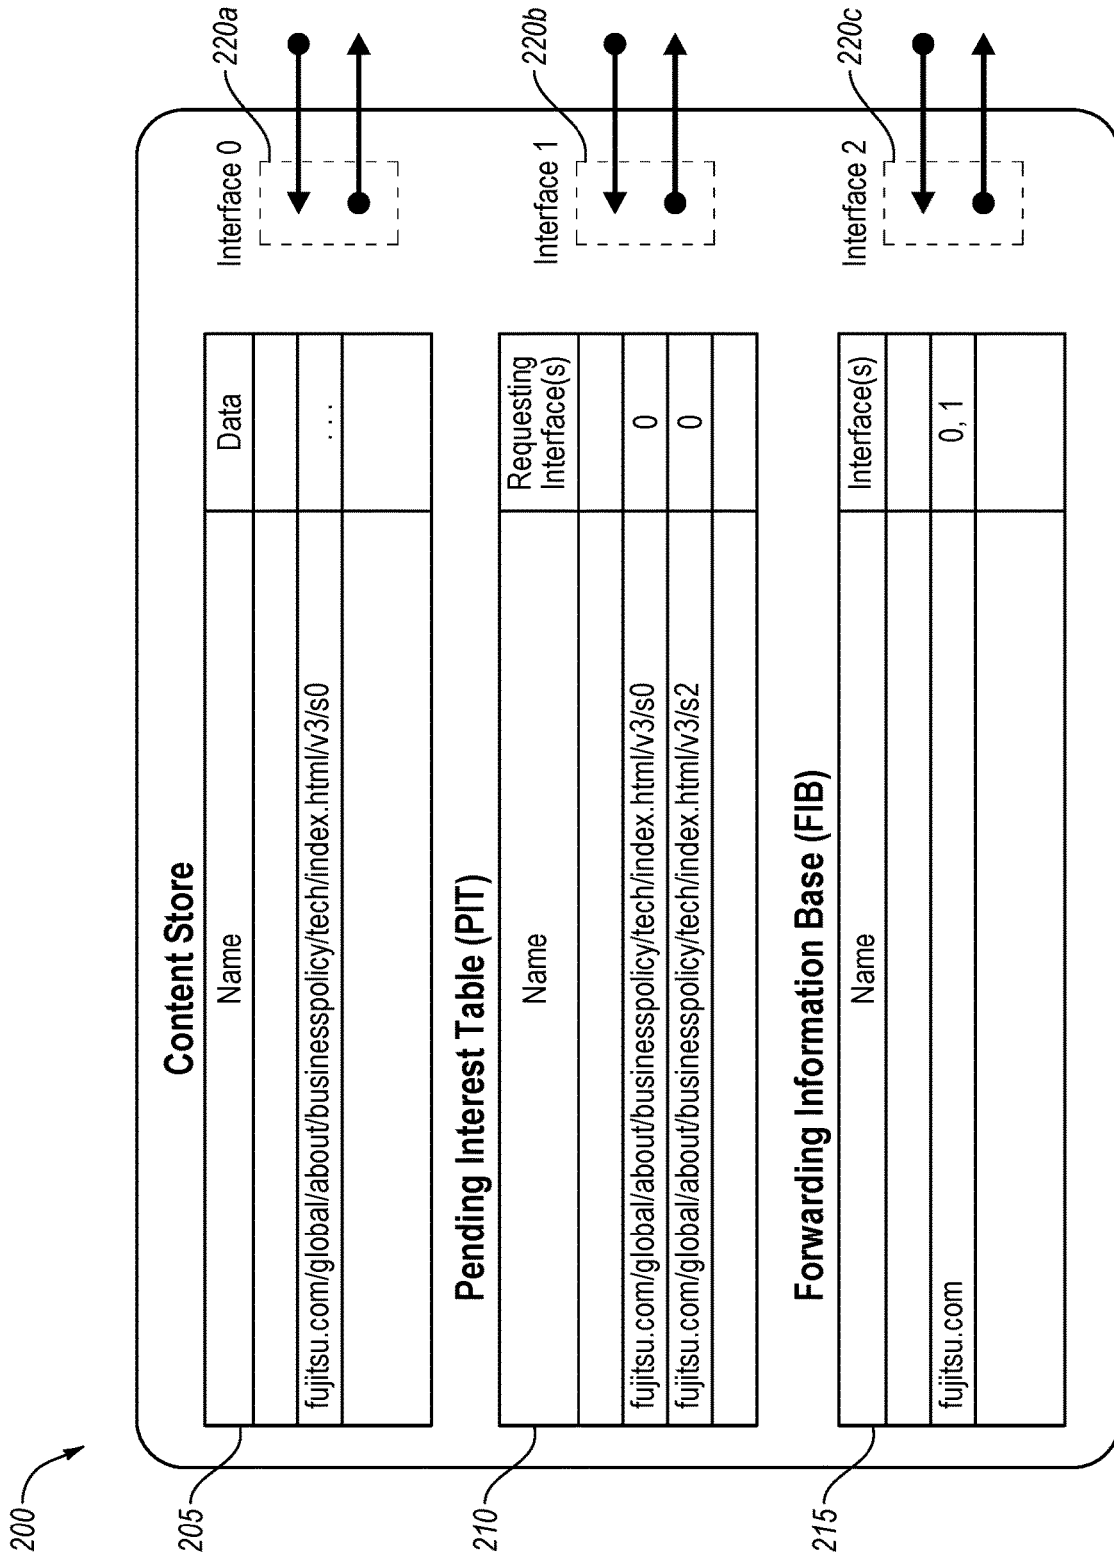 200
Content Store
205
Name
Data
fujitsu.com/global/about/businesspolicy/tech/index.html/v3/s0
. . .
Interface 0
220a
Pending Interest Table (PIT)
210
Name
Requesting
Interface(s)
fujitsu.com/global/about/businesspolicy/tech/index.html/v3/s0
0
fujitsu.com/global/about/businesspolicy/tech/index.html/v3/s2
0
Interface 1
220b
Forwarding Information Base (FIB)
215
Name
Interface(s)
fujitsu.com
0, 1
Interface 2
220c